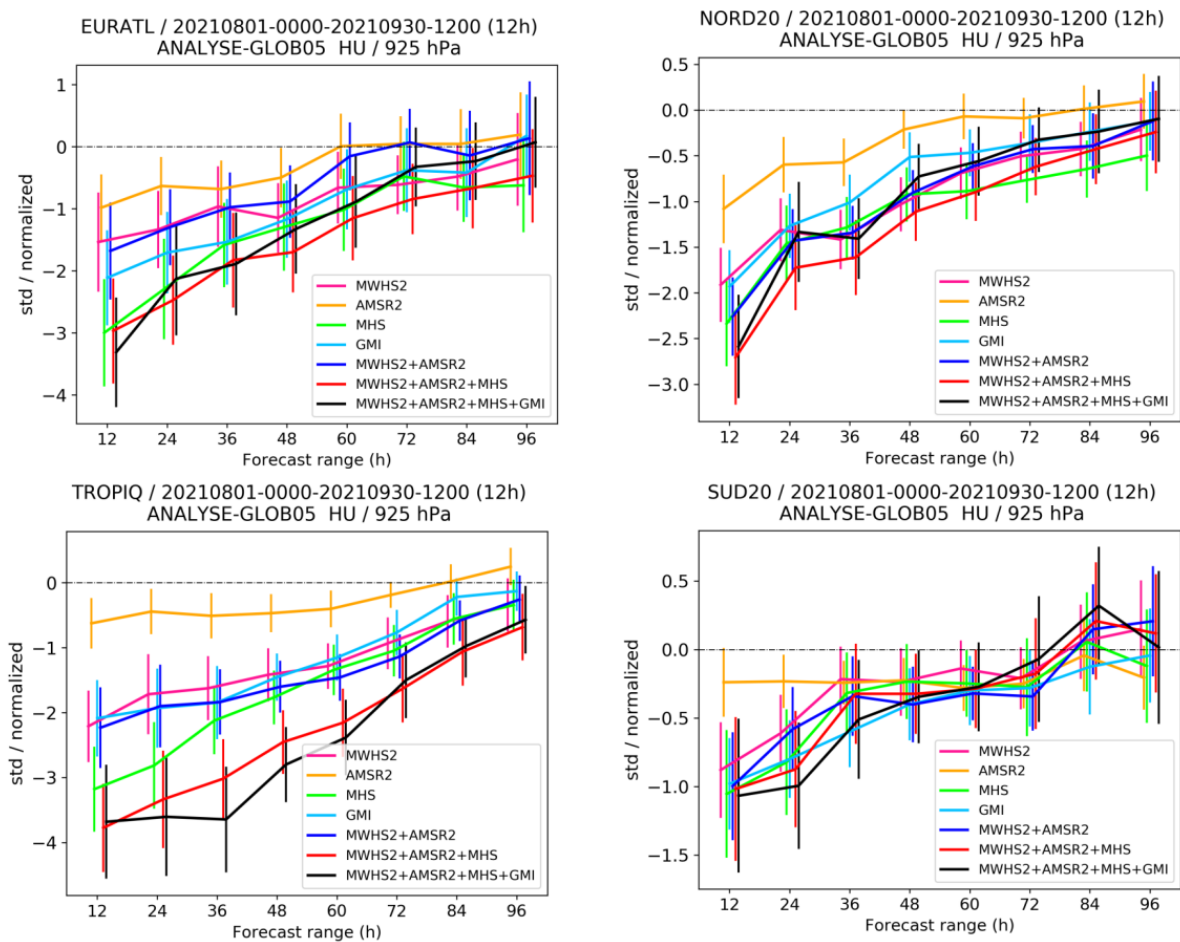 EURATL / 20210801-0000-20210930-1200 (12h)
ANALYSE-GLOB05 HU / 925 hPa
std / normalized
1
0
−1
−2
−3
−4
MWHS2
AMSR2
MHS
GMI
MWHS2+AMSR2
MWHS2+AMSR2+MHS
MWHS2+AMSR2+MHS+GMI
12 24 36 48 60 72 84 96
Forecast range (h)
NORD20 / 20210801-0000-20210930-1200 (12h)
ANALYSE-GLOB05 HU / 925 hPa
std / normalized
0.5
0.0
−0.5
−1.0
−1.5
−2.0
−2.5
−3.0
MWHS2
AMSR2
MHS
GMI
MWHS2+AMSR2
MWHS2+AMSR2+MHS
MWHS2+AMSR2+MHS+GMI
12 24 36 48 60 72 84 96
Forecast range (h)
TROPIQ / 20210801-0000-20210930-1200 (12h)
ANALYSE-GLOB05 HU / 925 hPa
std / normalized
0
−1
−2
−3
−4
MWHS2
AMSR2
MHS
GMI
MWHS2+AMSR2
MWHS2+AMSR2+MHS
MWHS2+AMSR2+MHS+GMI
12 24 36 48 60 72 84 96
Forecast range (h)
SUD20 / 20210801-0000-20210930-1200 (12h)
ANALYSE-GLOB05 HU / 925 hPa
std / normalized
0.5
0.0
−0.5
−1.0
−1.5
MWHS2
AMSR2
MHS
GMI
MWHS2+AMSR2
MWHS2+AMSR2+MHS
MWHS2+AMSR2+MHS+GMI
12 24 36 48 60 72 84 96
Forecast range (h)